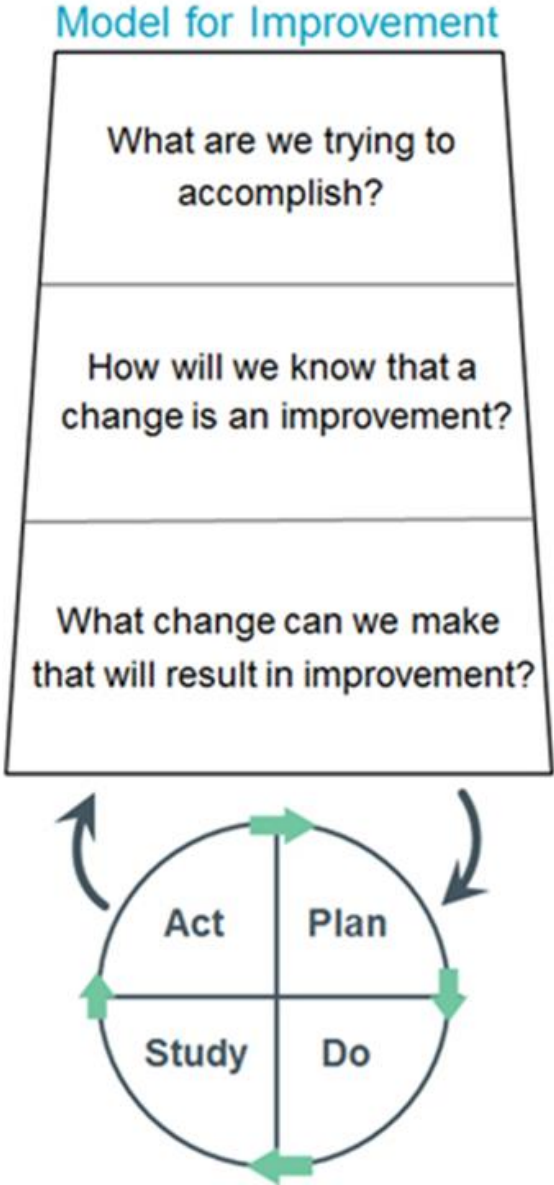 Model for Improvement
What are we trying to
accomplish?
How will we know that a
change is an improvement?
What change can we make
that will result in improvement?
Act
Plan
Study
Do